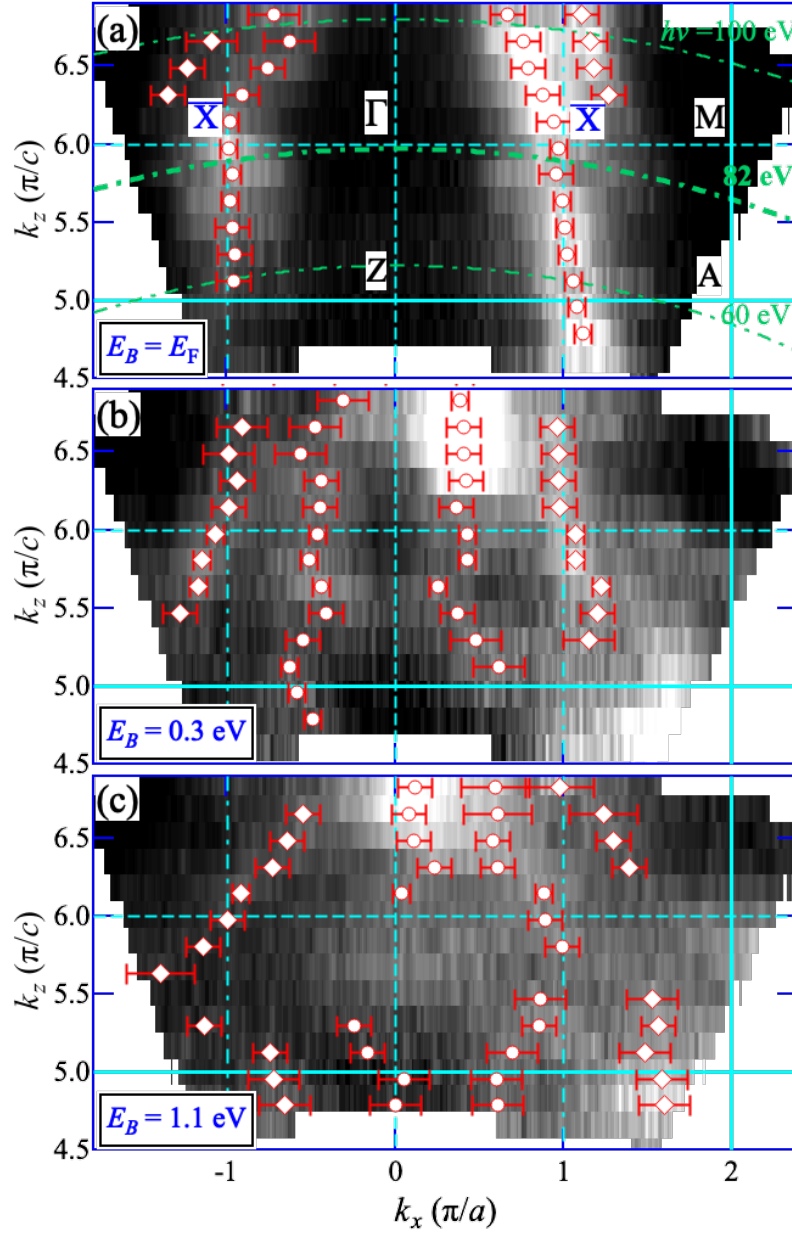 (a)
hν =100 eV
6.5
X̅ Γ X̅ M
6.0
82 eV
k_z (π/c)
5.5
Z A
5.0
60 eV
E_B = E_F
4.5
(b)
6.5
6.0
k_z (π/c)
5.5
5.0
E_B = 0.3 eV
4.5
(c)
6.5
6.0
k_z (π/c)
5.5
5.0
E_B = 1.1 eV
4.5
-1 0 1 2
k_x (π/a)